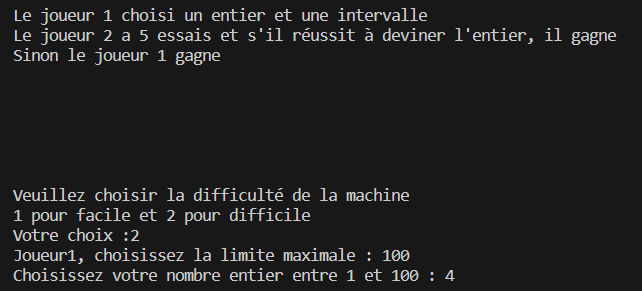 Le joueur 1 choisi un entier et une intervalle
Le joueur 2 a 5 essais et s'il réussit à deviner l'entier, il gagne
Sinon le joueur 1 gagne
Veuillez choisir la difficulté de la machine
1 pour facile et 2 pour difficile
Votre choix :2
Joueur1, choisissez la limite maximale : 100
Choisissez votre nombre entier entre 1 et 100 : 4